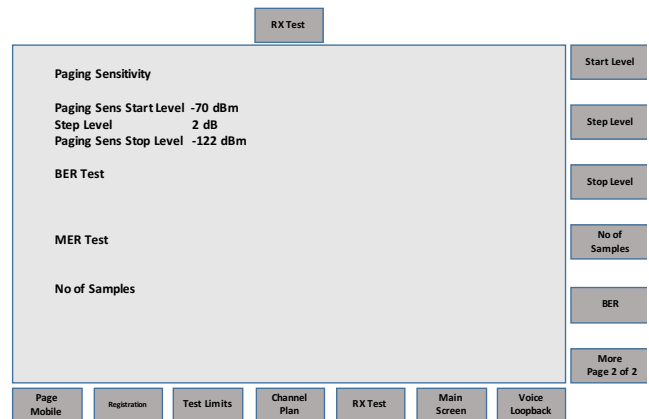 RX Test
Paging Sensitivity
Paging Sens Start Level -70 dBm
Step Level 2 dB
Paging Sens Stop Level -122 dBm
BER Test
MER Test
No of Samples
Start Level
Step Level
Stop Level
No of
Samples
BER
More
Page 2 of 2
Page
Mobile
Registration
Test Limits
Channel
Plan
RX Test
Main
Screen
Voice
Loopback